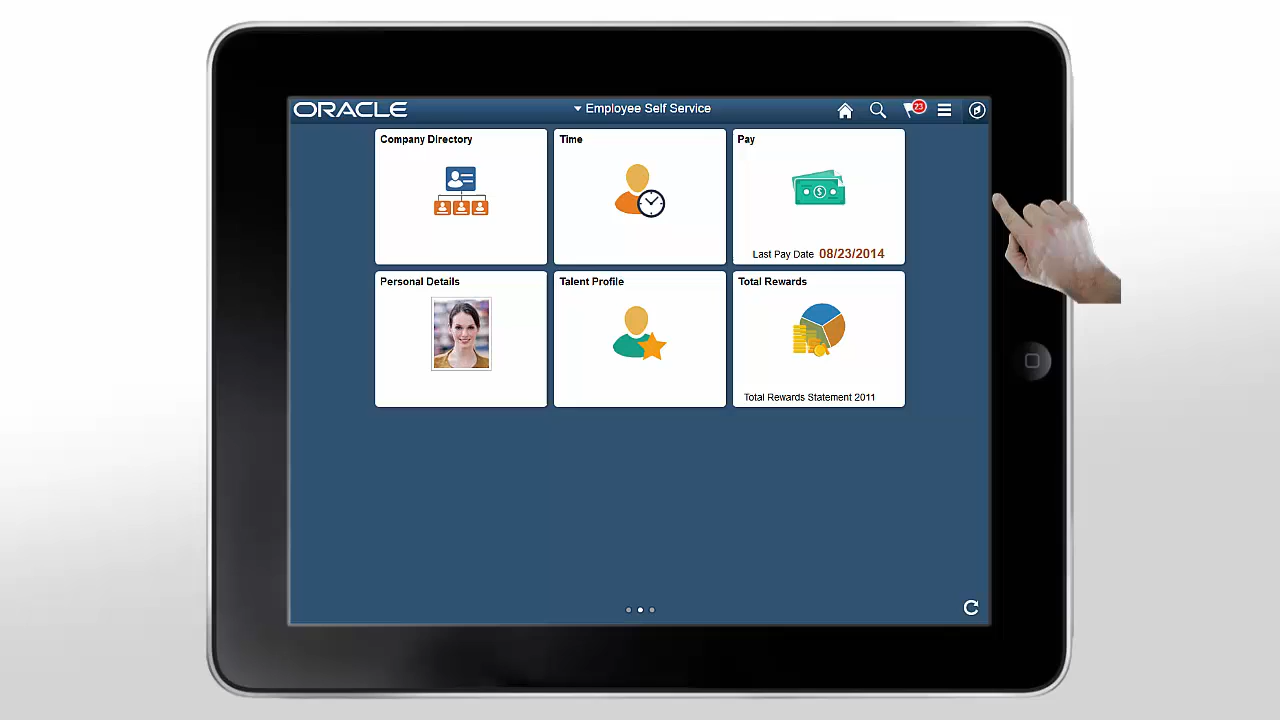 ORACLE
Employee Self Service
23
Company Directory
Time
Pay
Last Pay Date 08/23/2014
Personal Details
Talent Profile
Total Rewards
Total Rewards Statement 2011